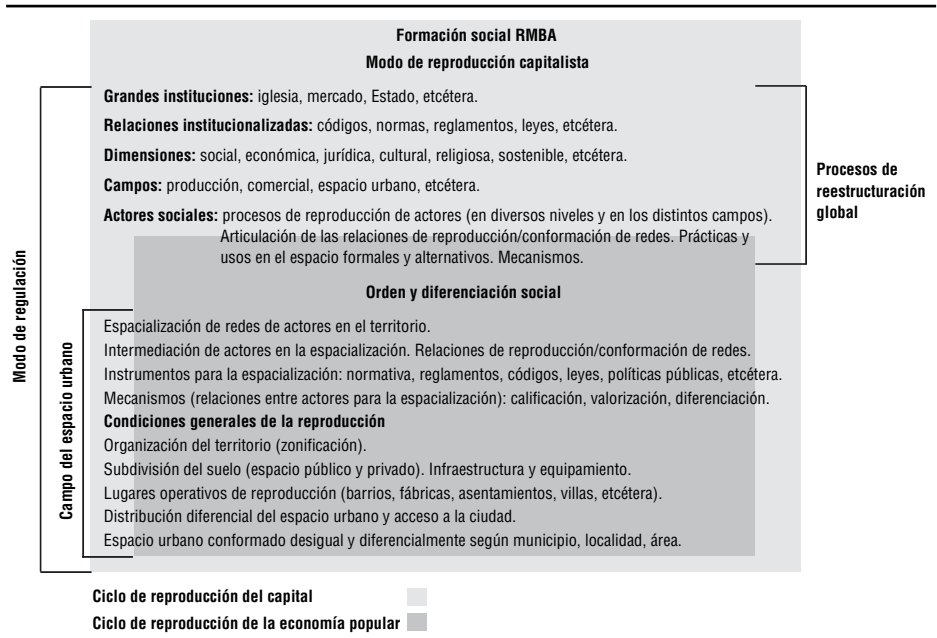 Formación social RMBA
Modo de reproducción capitalista
Grandes instituciones: iglesia, mercado, Estado, etcétera.
Relaciones institucionalizadas: códigos, normas, reglamentos, leyes, etcétera.
Dimensiones: social, económica, jurídica, cultural, religiosa, sostenible, etcétera.
Campos: producción, comercial, espacio urbano, etcétera.
Actores sociales: procesos de reproducción de actores (en diversos niveles y en los distintos campos).
Articulación de las relaciones de reproducción/conformación de redes. Prácticas y
usos en el espacio formales y alternativos. Mecanismos.
Procesos de
reestructuración
global
Modo de regulación
Orden y diferenciación social
Campo del espacio urbano
Espacialización de redes de actores en el territorio.
Intermediación de actores en la espacialización. Relaciones de reproducción/conformación de redes.
Instrumentos para la espacialización: normativa, reglamentos, códigos, leyes, políticas públicas, etcétera.
Mecanismos (relaciones entre actores para la espacialización): calificación, valorización, diferenciación.
Condiciones generales de la reproducción
Organización del territorio (zonificación).
Subdivisión del suelo (espacio público y privado). Infraestructura y equipamiento.
Lugares operativos de reproducción (barrios, fábricas, asentamientos, villas, etcétera).
Distribución diferencial del espacio urbano y acceso a la ciudad.
Espacio urbano conformado desigual y diferencialmente según municipio, localidad, área.
Ciclo de reproducción del capital
Ciclo de reproducción de la economía popular